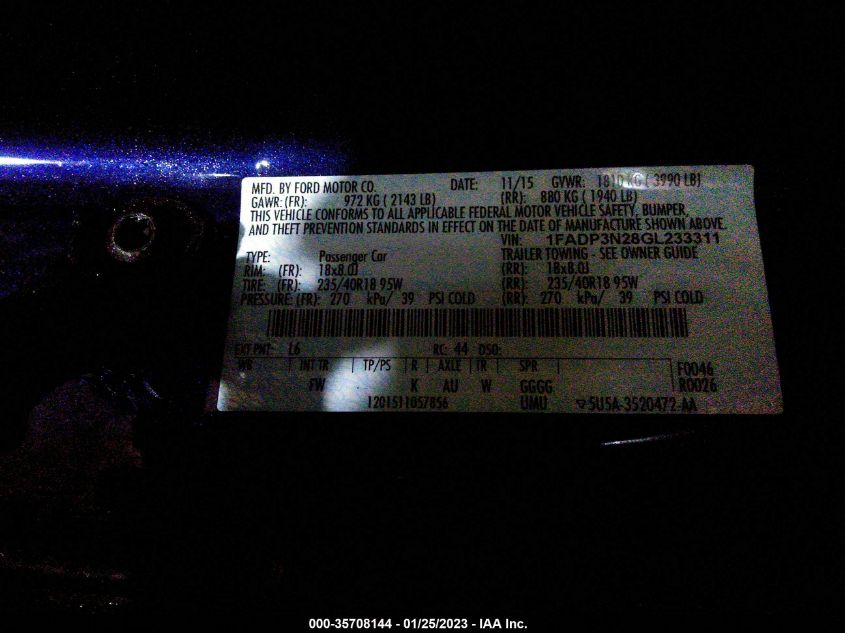 MFD. BY FORD MOTOR CO. DATE: 11/15 GVWR: 1810 KG ( 3990 LB)
GAWR: (FR): 972 KG ( 2143 LB) (RR): 880 KG ( 1940 LB)
THIS VEHICLE CONFORMS TO ALL APPLICABLE FEDERAL MOTOR VEHICLE SAFETY, BUMPER,
AND THEFT PREVENTION STANDARDS IN EFFECT ON THE DATE OF MANUFACTURE SHOWN ABOVE.
VIN: 1FADP3N28GL233311
TYPE: Passenger Car TRAILER TOWING - SEE OWNER GUIDE
RIM: (FR): 18x8.0J (RR): 18x8.0J
TIRE: (FR): 235/40R18 95W (RR): 235/40R18 95W
PRESSURE: (FR): 270 kPa/ 39 PSI COLD (RR): 270 kPa/ 39 PSI COLD
EXT PNT: L6 RC: 44 DSO:
WB INT TR TP/PS R AXLE TR SPR F0046
FW K AU W GGGG R0026
1201511057856 UMU 5U5A-3520472-AA
000-35708144 - 01/25/2023 - IAA Inc.